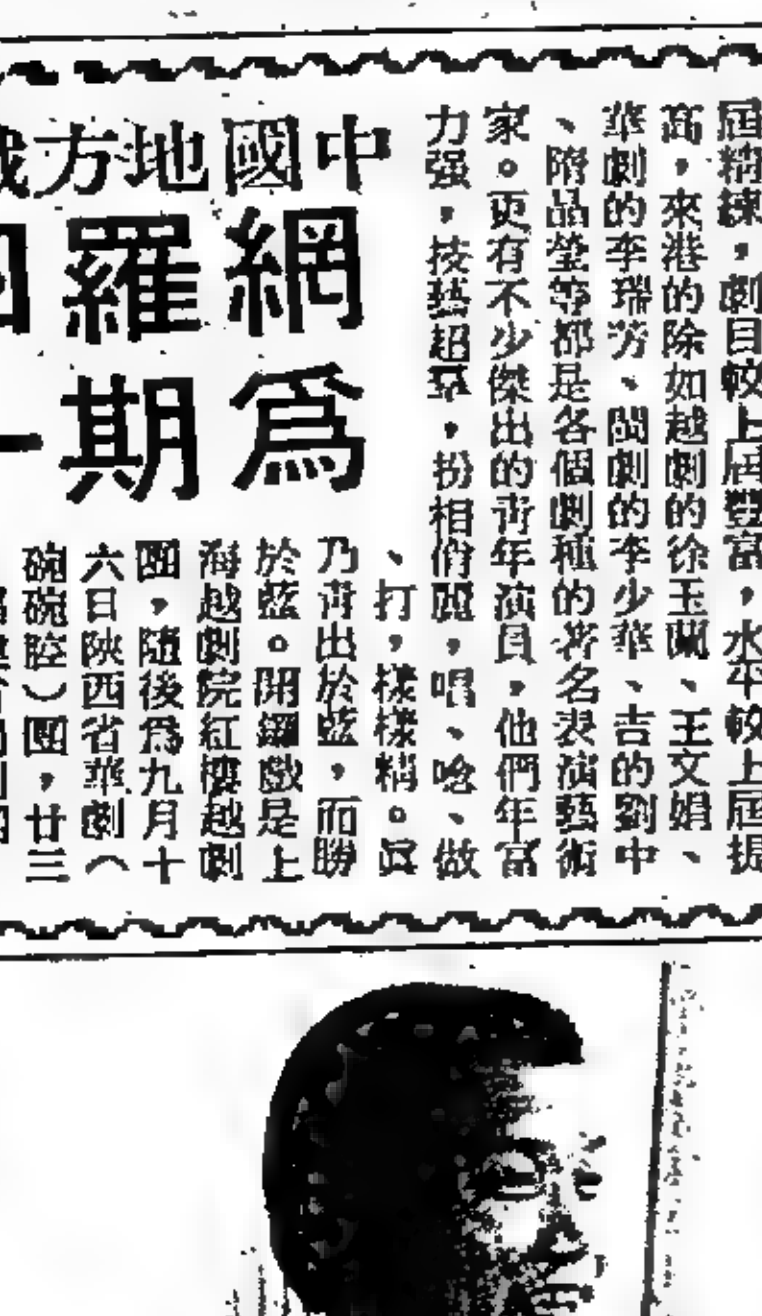 中國地方戲
網羅
為期一
屆精練，劇目較上屆豐富，水平較上屆提
高，來港的除如越劇的徐玉蘭、王文娟、
華劇的李瑞芳、閩劇的李少華、吉的劉中
、隋品瑩等都是各個劇種的著名表演藝術
家。更有不少傑出的青年演員，他們年富
力强，技藝超羣，扮相俏麗，唱、唸、做
、打，樣樣精。眞
乃青出於藍，而勝
於藍。開鑼戲是上
海越劇院紅樓越劇
團，隨後為九月十
六日陝西省華劇（
碗碗腔）團，廿三